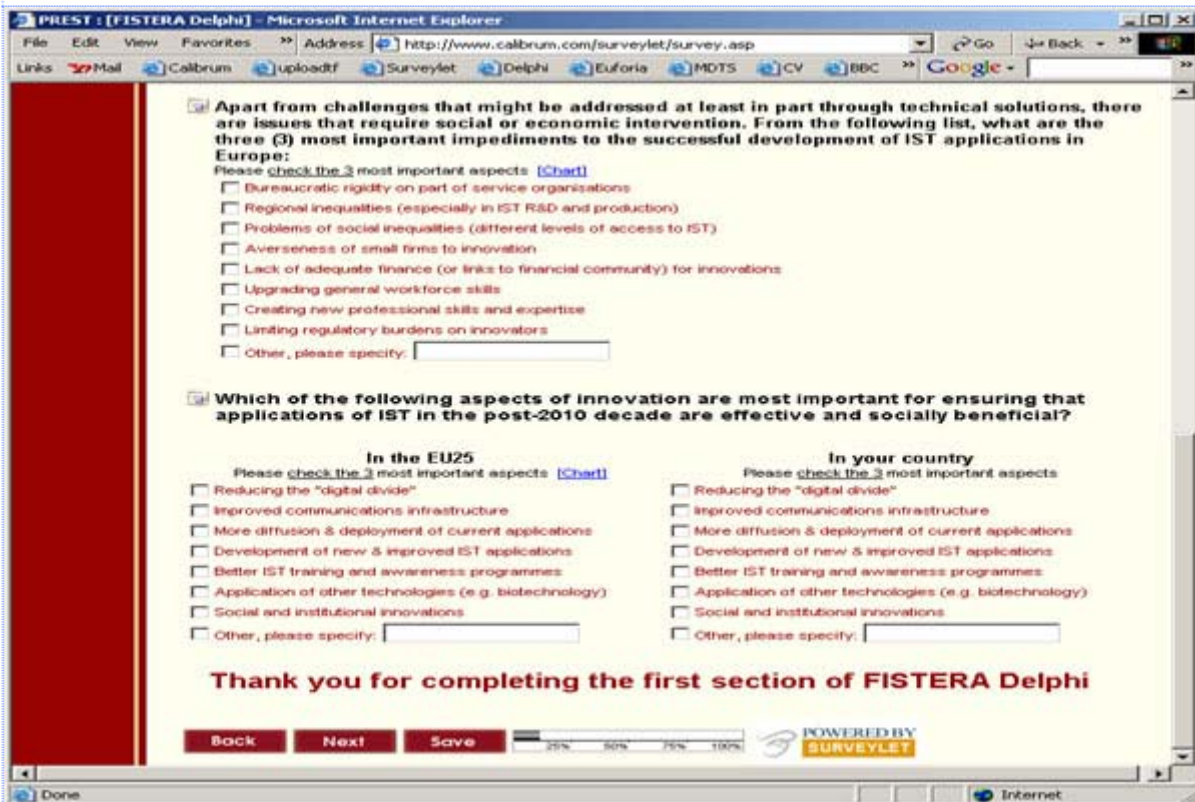 PREST : [FISTERA Delphi] - Microsoft Internet Explorer
File Edit View Favorites » Address http://www.calibrum.com/surveylet/survey.asp Go Back »
Links Mail Calibrum uploadtf Surveylet Delphi Euforia MDTS CV BBC » Google »
Apart from challenges that might be addressed at least in part through technical solutions, there
are issues that require social or economic intervention. From the following list, what are the
three (3) most important impediments to the successful development of IST applications in
Europe:
Please check the 3 most important aspects [Chart]
Bureaucratic rigidity on part of service organisations
Regional inequalities (especially in IST R&D and production)
Problems of social inequalities (different levels of access to IST)
Averseness of small firms to innovation
Lack of adequate finance (or links to financial community) for innovations
Upgrading general workforce skills
Creating new professional skills and expertise
Limiting regulatory burdens on innovators
Other, please specify:
Which of the following aspects of innovation are most important for ensuring that
applications of IST in the post-2010 decade are effective and socially beneficial?
In the EU25
Please check the 3 most important aspects [Chart]
Reducing the "digital divide"
Improved communications infrastructure
More diffusion & deployment of current applications
Development of new & improved IST applications
Better IST training and awareness programmes
Application of other technologies (e.g. biotechnology)
Social and institutional innovations
Other, please specify:
In your country
Please check the 3 most important aspects
Reducing the "digital divide"
Improved communications infrastructure
More diffusion & deployment of current applications
Development of new & improved IST applications
Better IST training and awareness programmes
Application of other technologies (e.g. biotechnology)
Social and institutional innovations
Other, please specify:
Thank you for completing the first section of FISTERA Delphi
Back Next Save 25% 50% 75% 100% POWERED BY
SURVEYLET
Done Internet